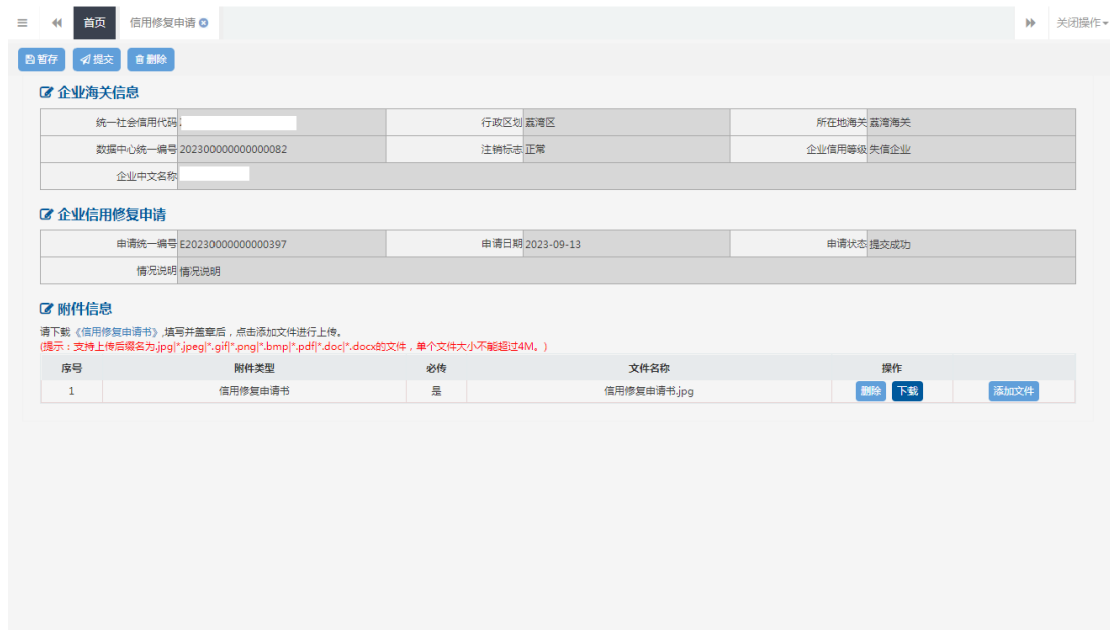 首页 信用修复申请 关闭操作
暂存 提交 删除
企业海关信息
统一社会信用代码 行政区划 荔湾区 所在地海关 荔湾海关
数据中心统一编号 202300000000000082 注销标志 正常 企业信用等级 失信企业
企业中文名称
企业信用修复申请
申请统一编号 E20230000000000397 申请日期 2023-09-13 申请状态 提交成功
情况说明 情况说明
附件信息
请下载《信用修复申请书》,填写并盖章后，点击添加文件进行上传。
(提示：支持上传后缀名为.jpg|*.jpeg|*.gif|*.png|*.bmp|*.pdf|*.doc|*.docx的文件，单个文件大小不能超过4M。)
序号 附件类型 必传 文件名称 操作
1 信用修复申请书 是 信用修复申请书.jpg 删除 下载 添加文件